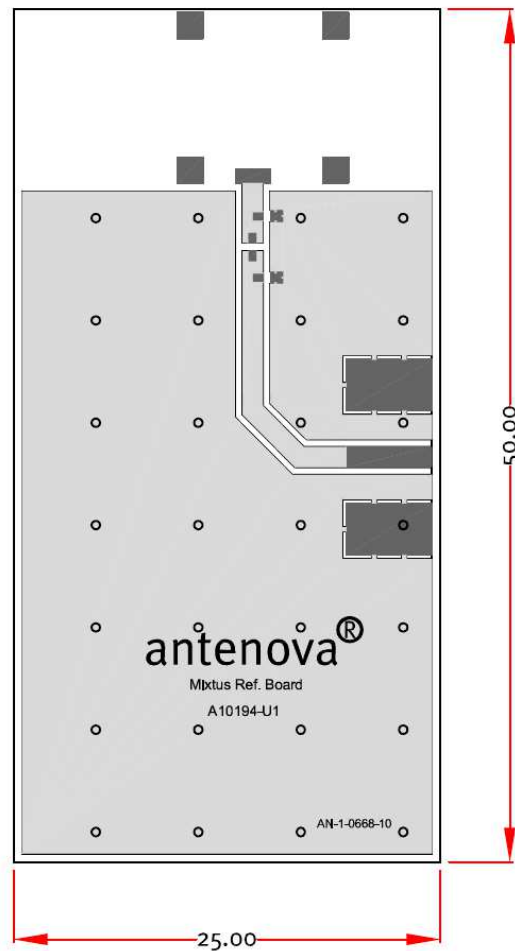 50.00
antenova®
Mixtus Ref. Board
A10194-U1
AN-1-0668-10
25.00